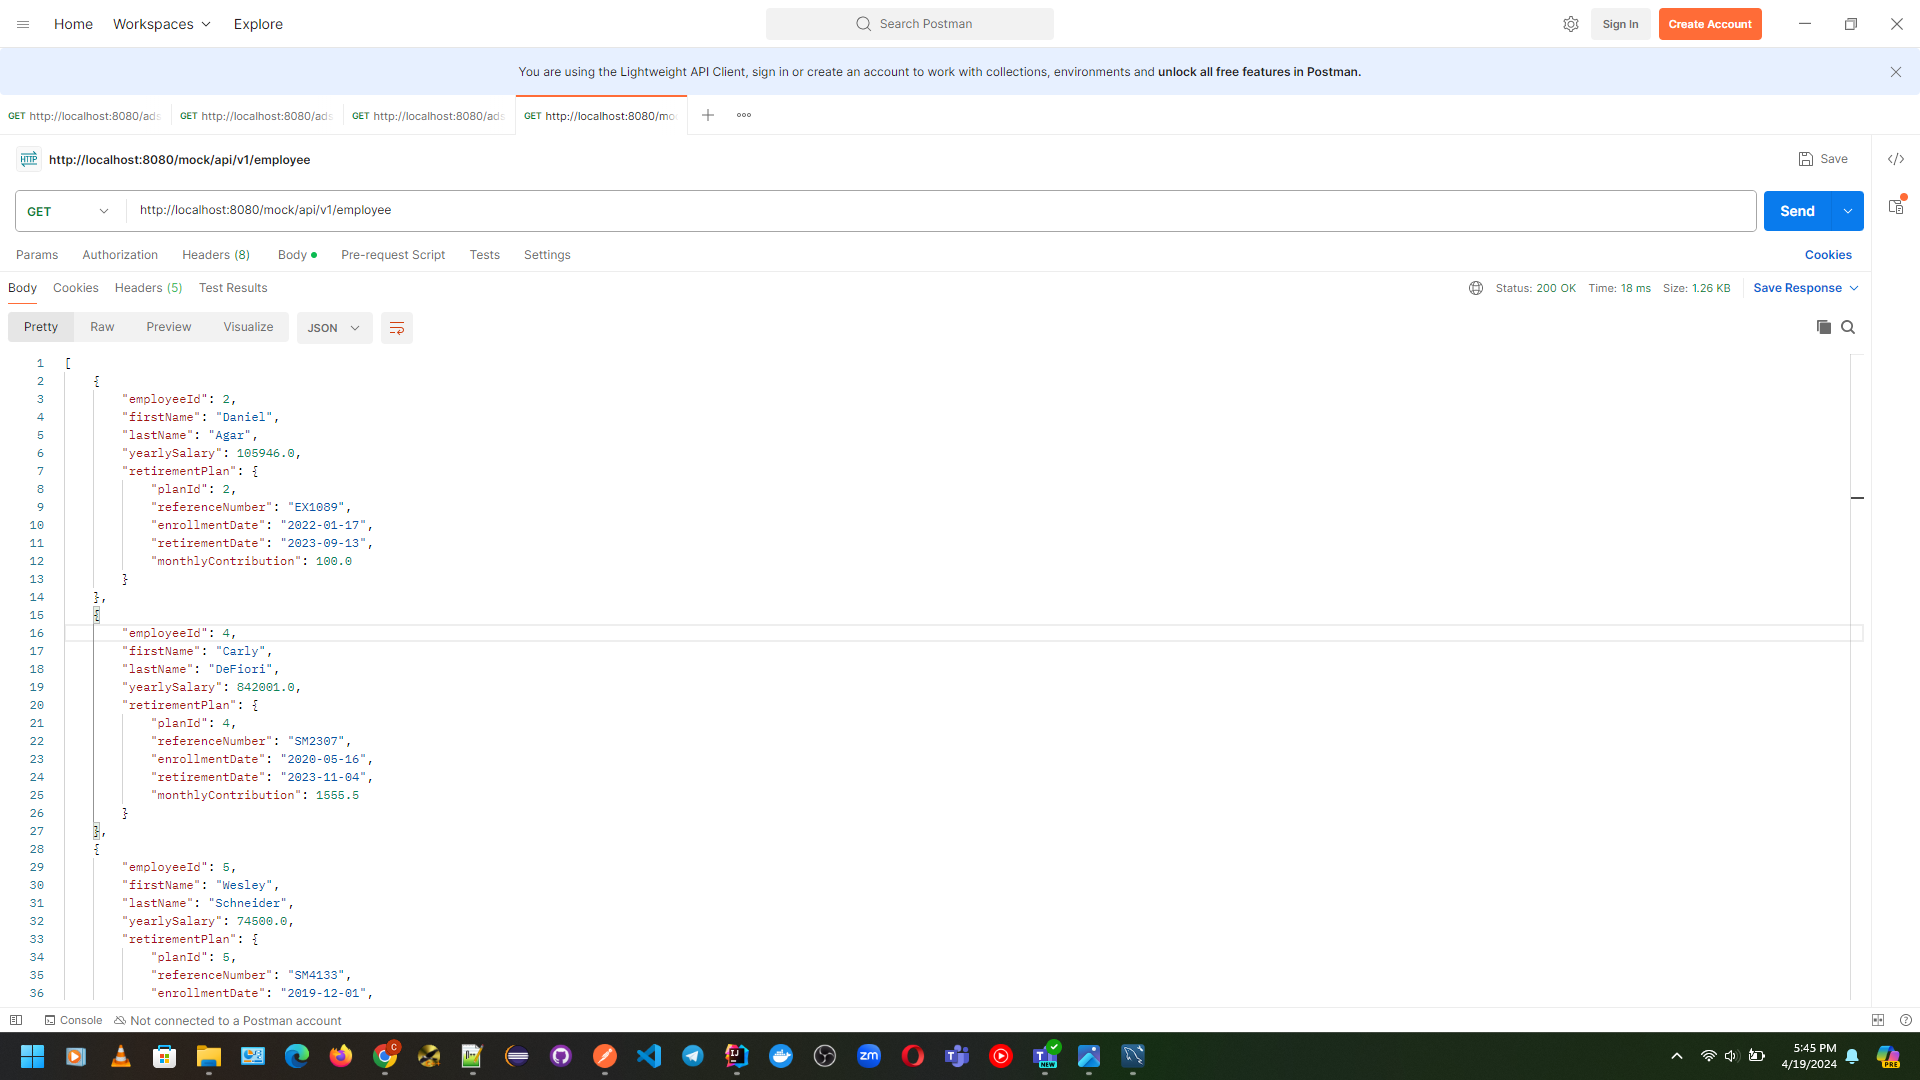 Home Workspaces Explore Search Postman Sign In Create Account
You are using the Lightweight API Client, sign in or create an account to work with collections, environments and unlock all free features in Postman.
GET http://localhost:8080/ads GET http://localhost:8080/ads GET http://localhost:8080/ads GET http://localhost:8080/mo
HTTP http://localhost:8080/mock/api/v1/employee Save
GET http://localhost:8080/mock/api/v1/employee Send
Params Authorization Headers (8) Body Pre-request Script Tests Settings Cookies
Body Cookies Headers (5) Test Results Status: 200 OK Time: 18 ms Size: 1.26 KB Save Response
Pretty Raw Preview Visualize JSON
1 [
2 {
3 "employeeId": 2,
4 "firstName": "Daniel",
5 "lastName": "Agar",
6 "yearlySalary": 105946.0,
7 "retirementPlan": {
8 "planId": 2,
9 "referenceNumber": "EX1089",
10 "enrollmentDate": "2022-01-17",
11 "retirementDate": "2023-09-13",
12 "monthlyContribution": 100.0
13 }
14 },
15 {
16 "employeeId": 4,
17 "firstName": "Carly",
18 "lastName": "DeFiori",
19 "yearlySalary": 842001.0,
20 "retirementPlan": {
21 "planId": 4,
22 "referenceNumber": "SM2307",
23 "enrollmentDate": "2020-05-16",
24 "retirementDate": "2023-11-04",
25 "monthlyContribution": 1555.5
26 }
27 },
28 {
29 "employeeId": 5,
30 "firstName": "Wesley",
31 "lastName": "Schneider",
32 "yearlySalary": 74500.0,
33 "retirementPlan": {
34 "planId": 5,
35 "referenceNumber": "SM4133",
36 "enrollmentDate": "2019-12-01",
Console Not connected to a Postman account
C zm NEW 5:45 PM PRE
4/19/2024